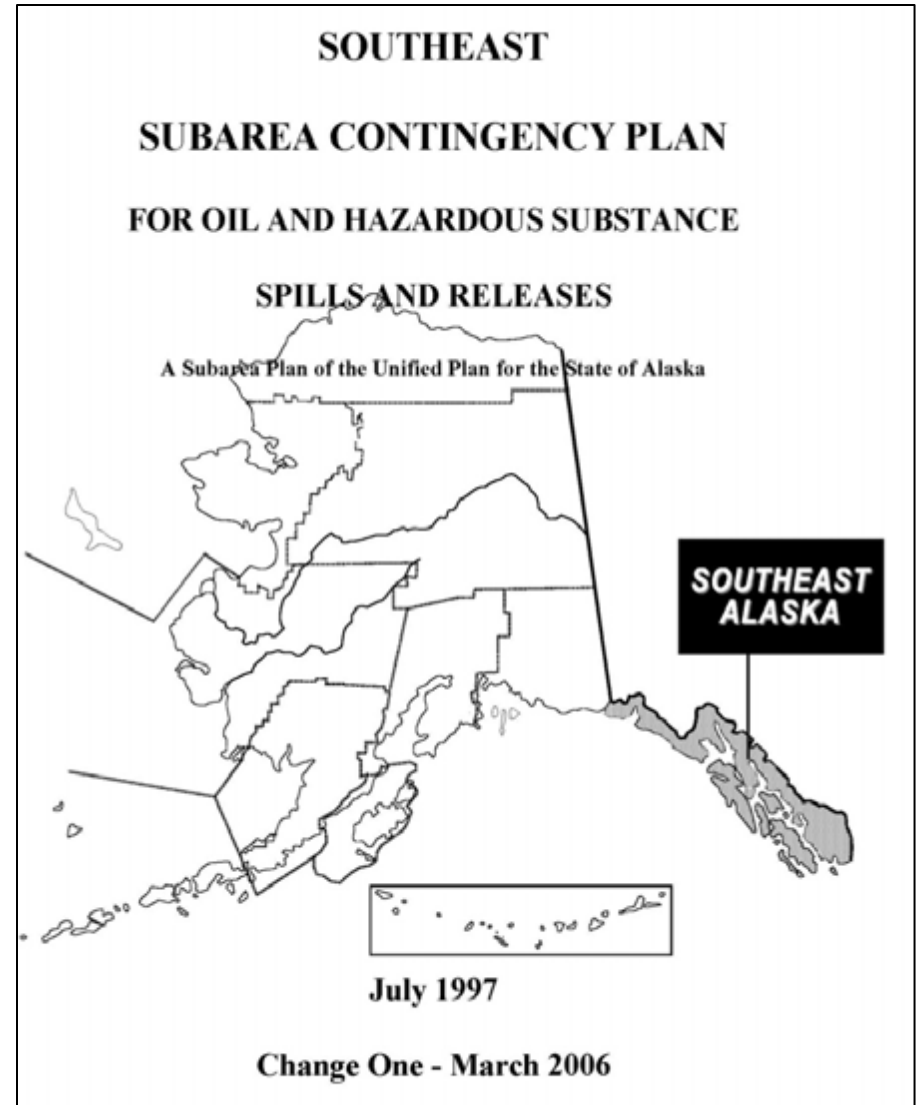 SOUTHEAST
SUBAREA CONTINGENCY PLAN
FOR OIL AND HAZARDOUS SUBSTANCE
SPILLS AND RELEASES
A Subarea Plan of the Unified Plan for the State of Alaska
SOUTHEAST
ALASKA
July 1997
Change One - March 2006